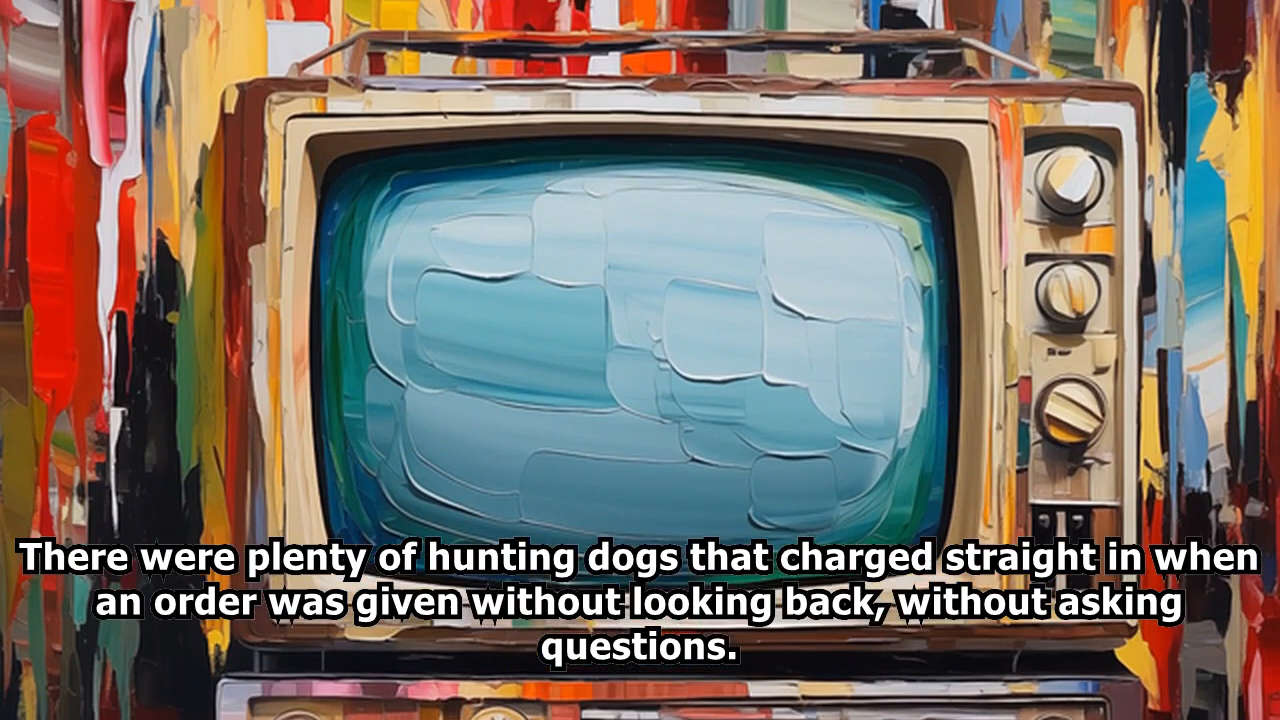 There were plenty of hunting dogs that charged straight in when
an order was given without looking back, without asking
questions.